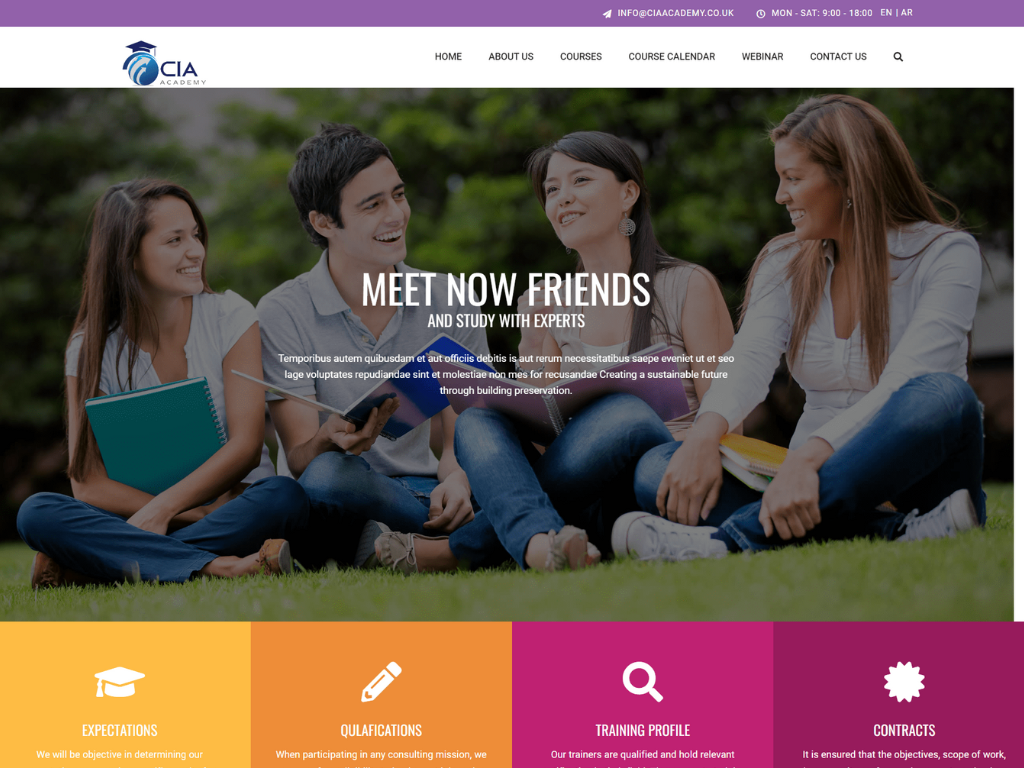 INFO@CIAACADEMY.CO.UK MON - SAT: 9:00 - 18:00 EN | AR
CIA
ACADEMY
HOME ABOUT US COURSES COURSE CALENDAR WEBINAR CONTACT US
MEET NOW FRIENDS
AND STUDY WITH EXPERTS
Temporibus autem quibusdam et aut officiis debitis is aut rerum necessitatibus saepe eveniet ut et seo
lage voluptates repudiandae sint et molestiae non mes for recusandae Creating a sustainable future
through building preservation.
EXPECTATIONS
We will be objective in determining our
QULAFICATIONS
When participating in any consulting mission, we
TRAINING PROFILE
Our trainers are qualified and hold relevant
CONTRACTS
It is ensured that the objectives, scope of work,